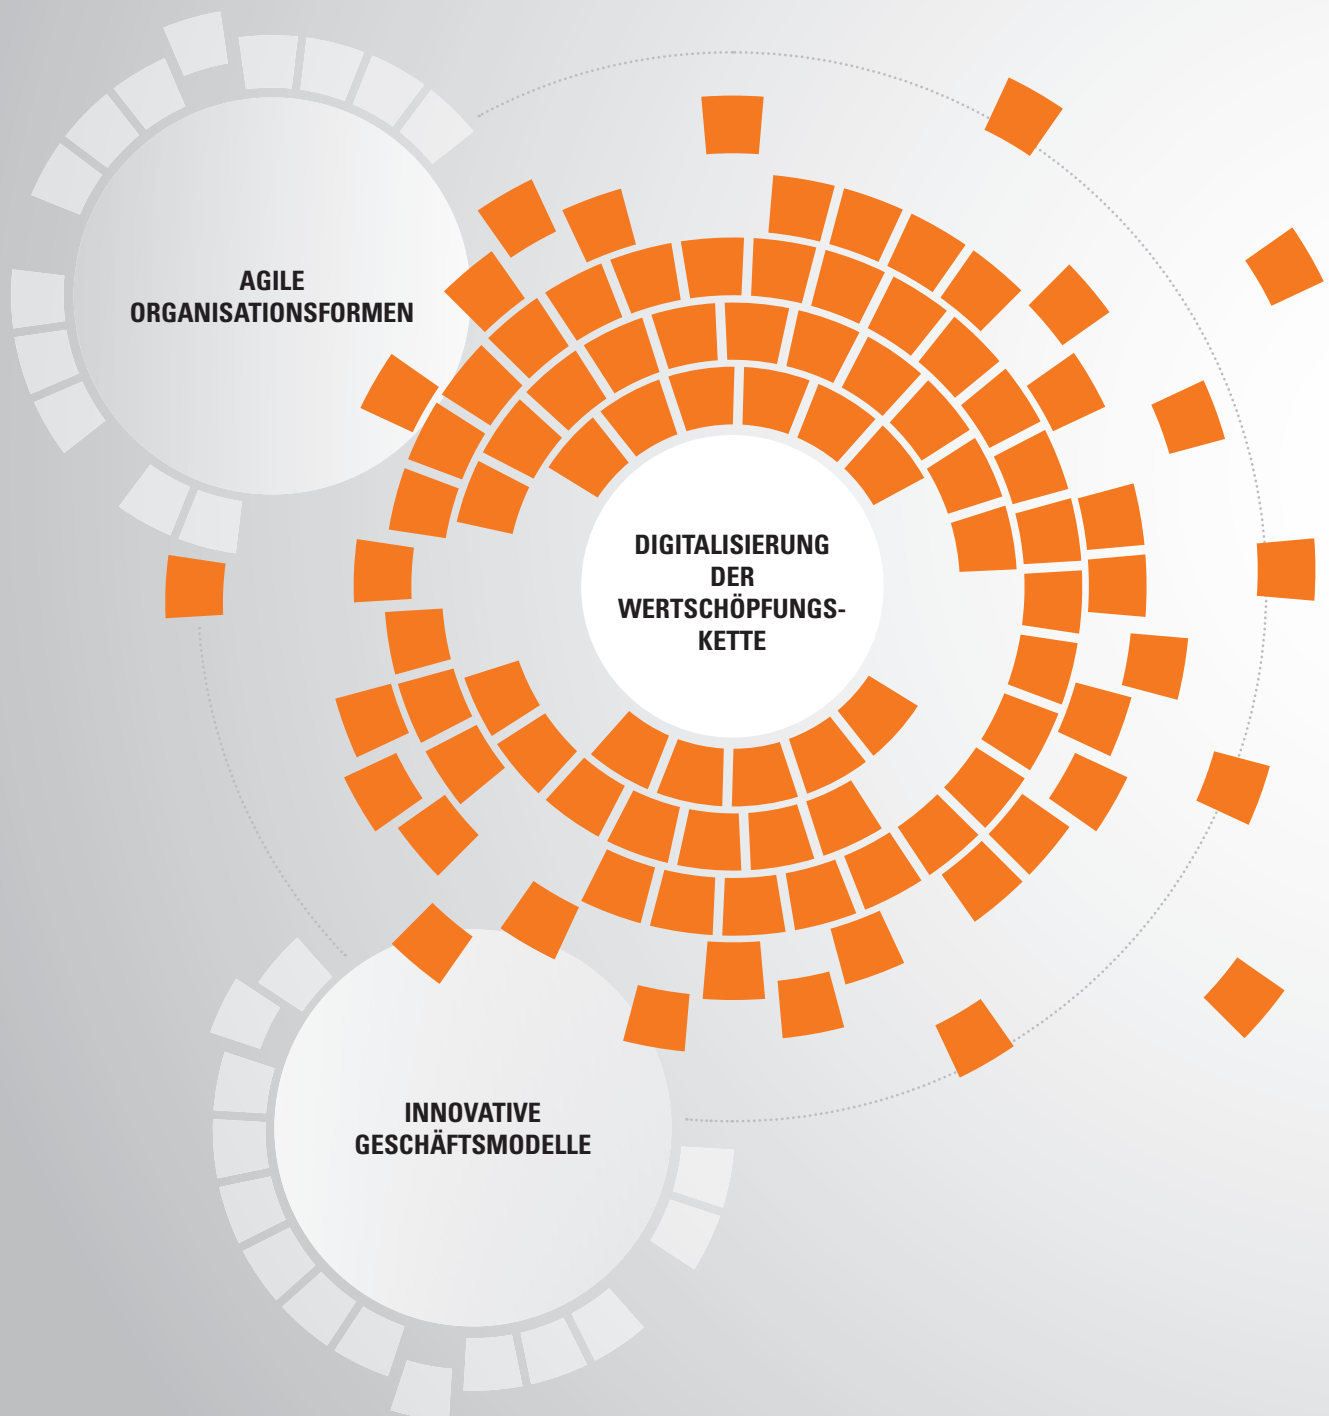 AGILE
ORGANISATIONSFORMEN
DIGITALISIERUNG
DER
WERTSCHÖPFUNGS-
KETTE
INNOVATIVE
GESCHÄFTSMODELLE